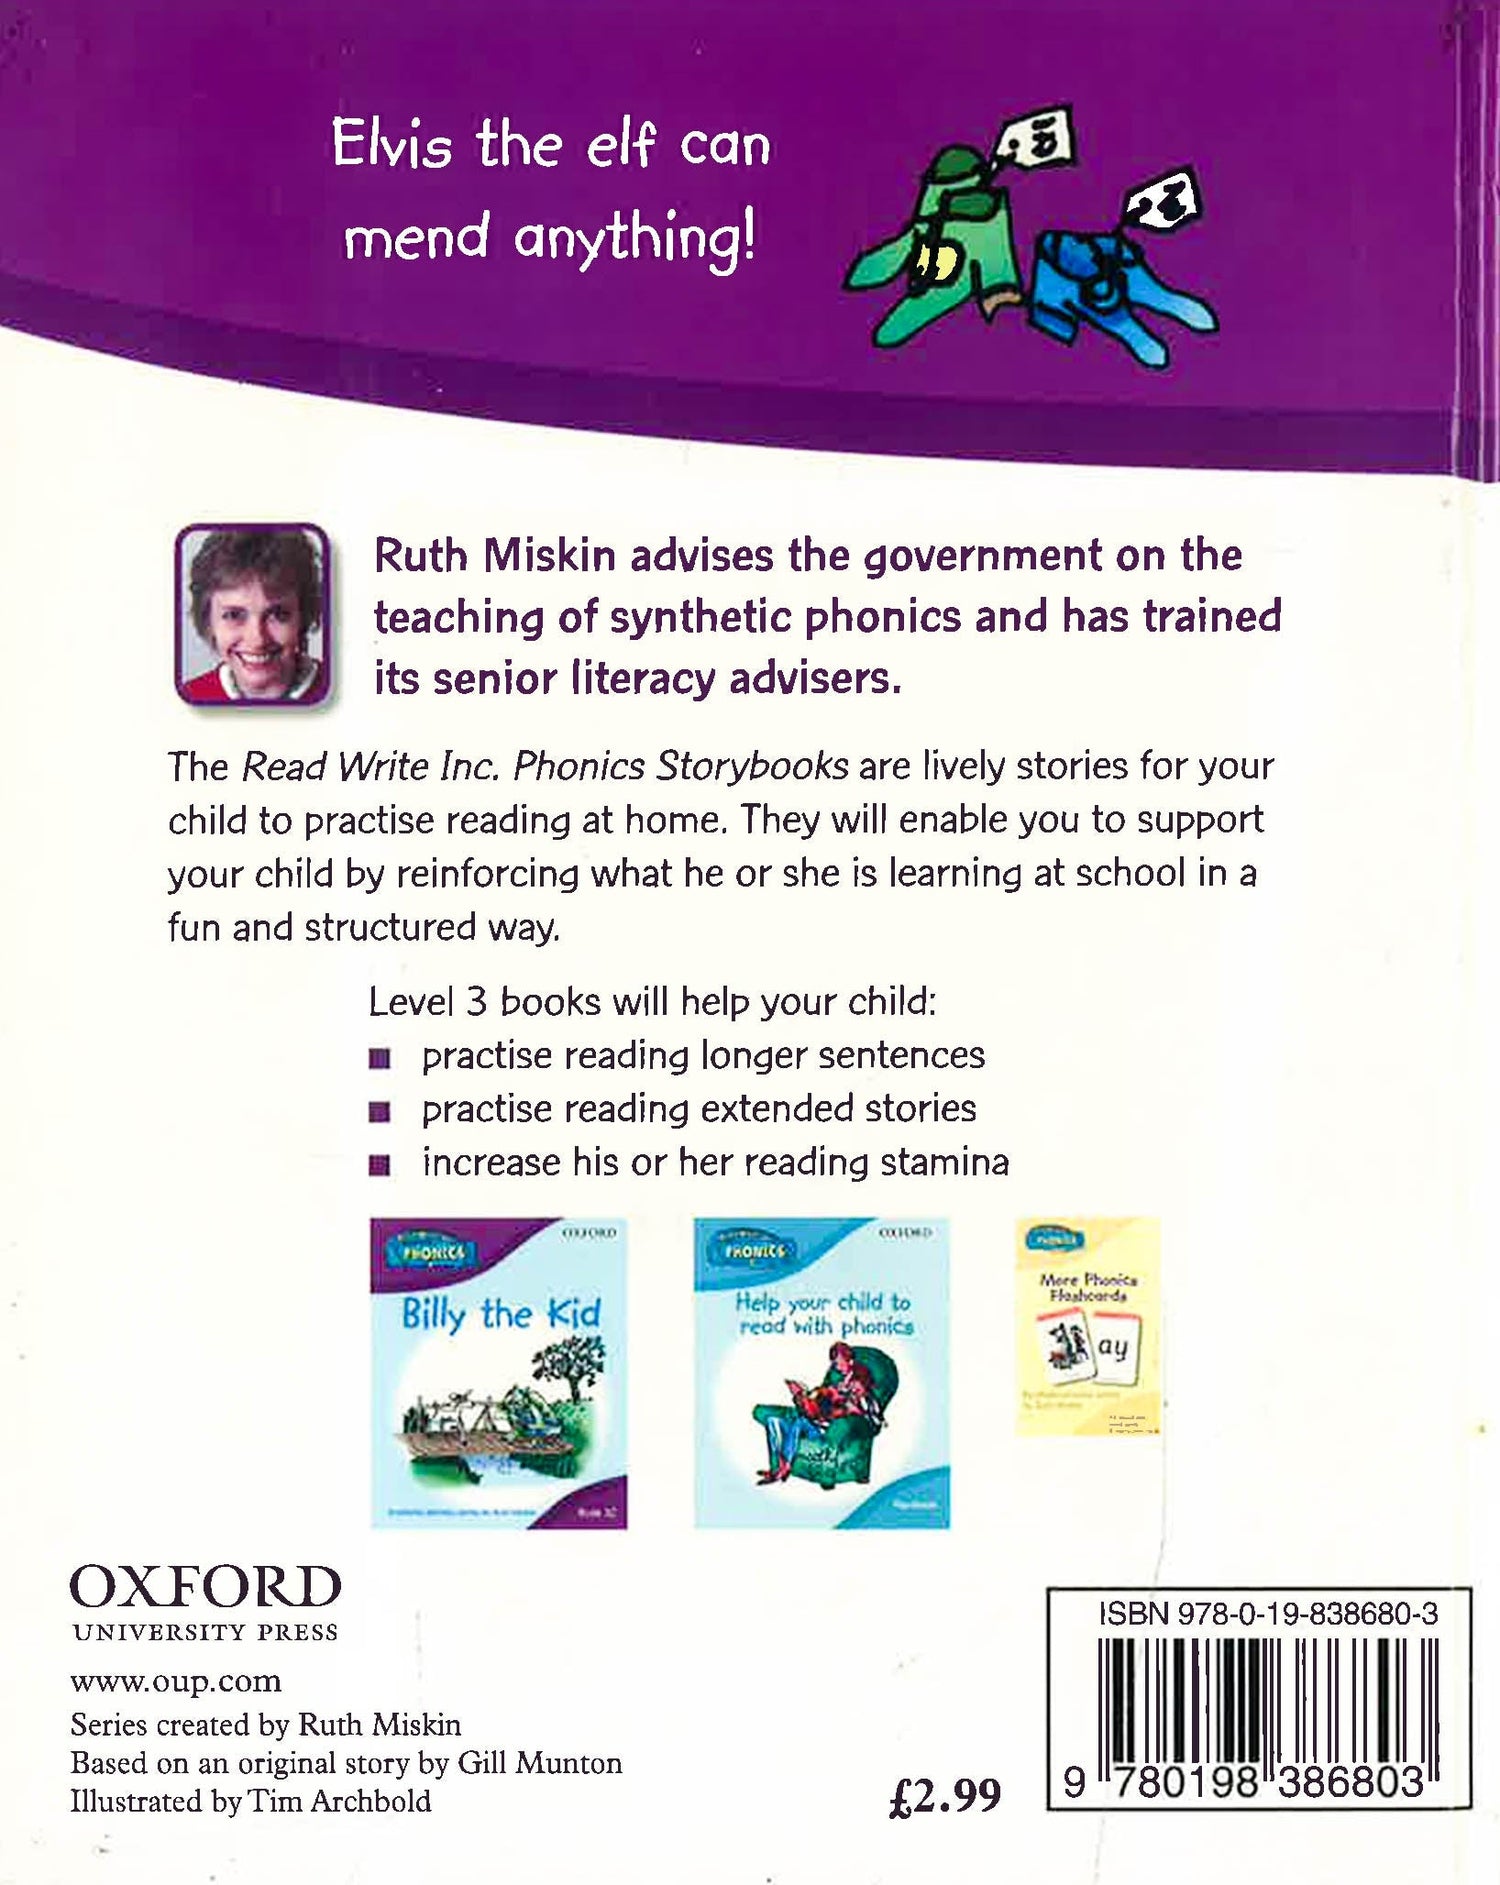 Elvis the elf can
mend anything!
Ruth Miskin advises the government on the
teaching of synthetic phonics and has trained
its senior literacy advisers.
The Read Write Inc. Phonics Storybooks are lively stories for your
child to practise reading at home. They will enable you to support
your child by reinforcing what he or she is learning at school in a
fun and structured way.
Level 3 books will help your child:
practise reading longer sentences
practise reading extended stories
increase his or her reading stamina
PHONICS
OXFORD
Billy the Kid
PHONICS
OXFORD
Help your child to
read with phonics
PHONICS
More Phonics
Flashcards
ay
OXFORD
UNIVERSITY PRESS
www.oup.com
Series created by Ruth Miskin
Based on an original story by Gill Munton
Illustrated by Tim Archbold
£2.99
ISBN 978-0-19-838680-3
9 780198 386803